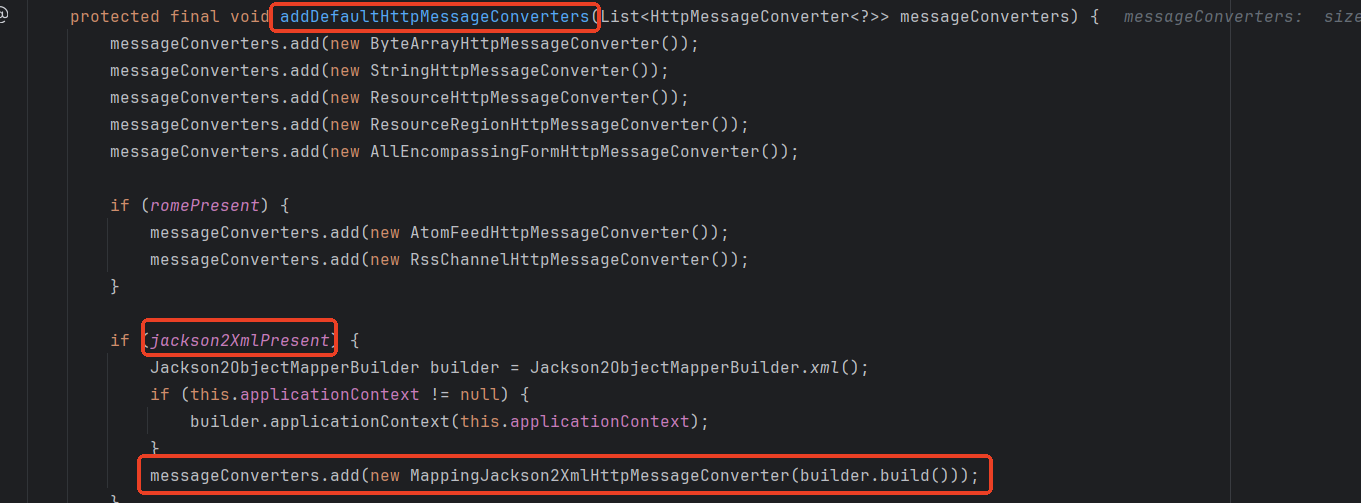 protected final void addDefaultHttpMessageConverters(List<HttpMessageConverter<?>> messageConverters) {   messageConverters:  size
    messageConverters.add(new ByteArrayHttpMessageConverter());
    messageConverters.add(new StringHttpMessageConverter());
    messageConverters.add(new ResourceHttpMessageConverter());
    messageConverters.add(new ResourceRegionHttpMessageConverter());
    messageConverters.add(new AllEncompassingFormHttpMessageConverter());
    if (romePresent) {
        messageConverters.add(new AtomFeedHttpMessageConverter());
        messageConverters.add(new RssChannelHttpMessageConverter());
    }
    if (jackson2XmlPresent) {
        Jackson2ObjectMapperBuilder builder = Jackson2ObjectMapperBuilder.xml();
        if (this.applicationContext != null) {
            builder.applicationContext(this.applicationContext);
        }
        messageConverters.add(new MappingJackson2XmlHttpMessageConverter(builder.build()));
    }